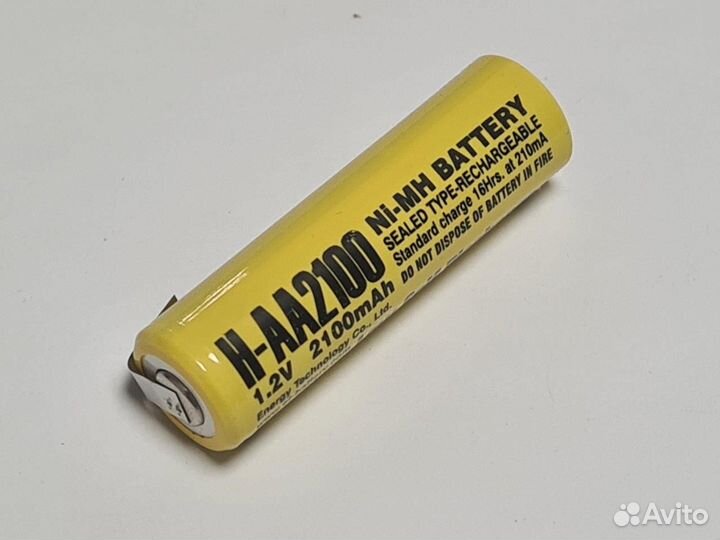 H-AA2100
1.2V 2100mAh
Energy Technology Co., Ltd.
Ni-MH BATTERY
SEALED TYPE-RECHARGEABLE
Standard charge 16Hrs. at 210mA
DO NOT DISPOSE OF BATTERY IN FIRE
Avito